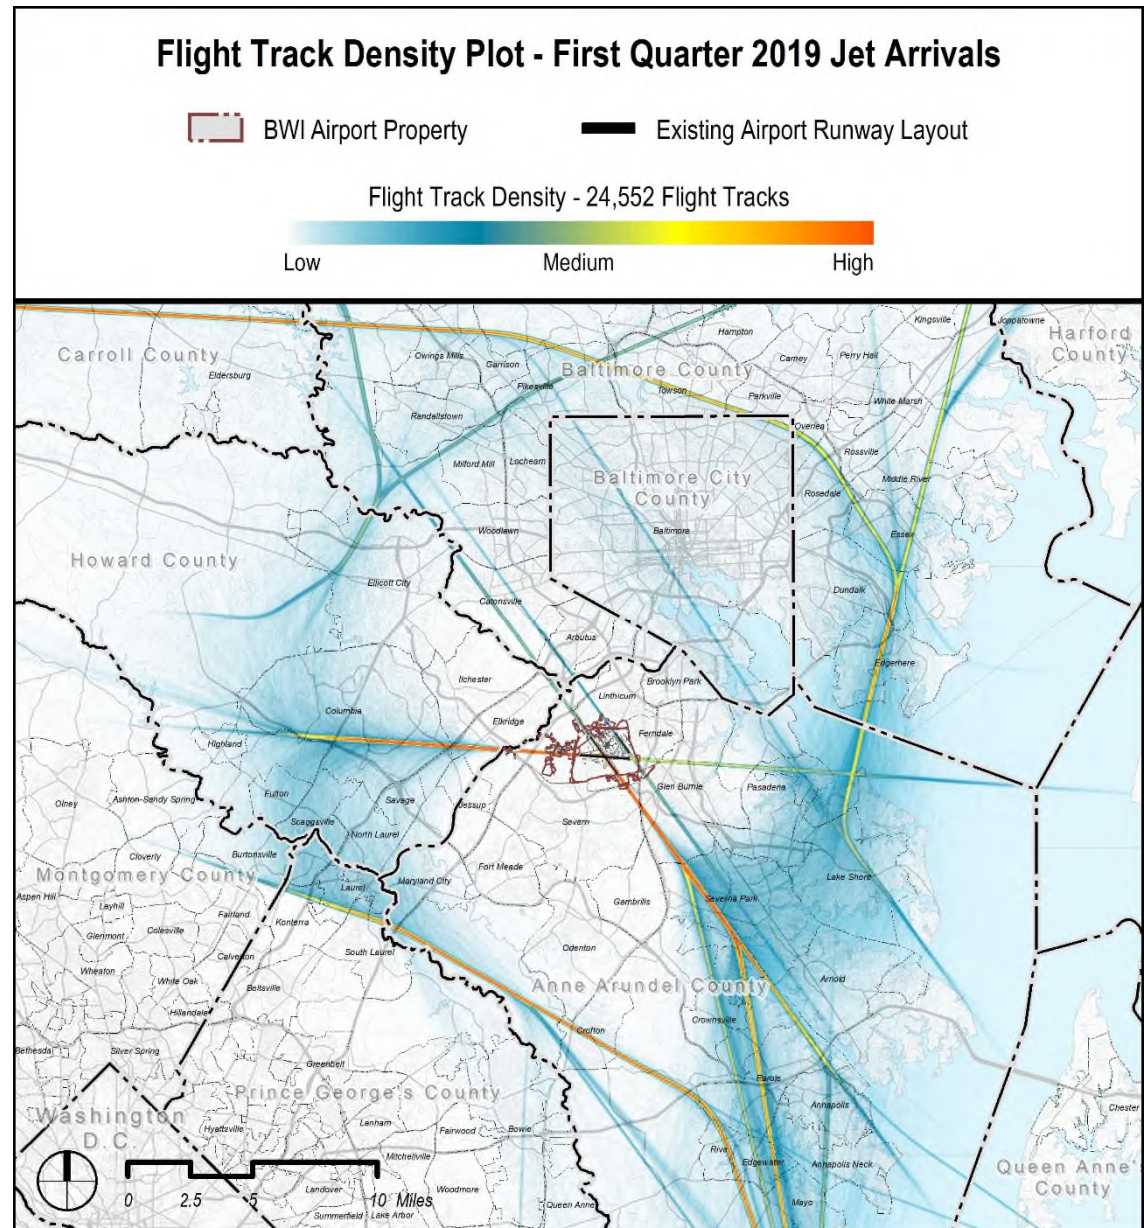 Flight Track Density Plot - First Quarter 2019 Jet Arrivals
BWI Airport Property
Existing Airport Runway Layout
Flight Track Density - 24,552 Flight Tracks
Low
Medium
High
Kingsville
Joppatowne
Hampton
Harford
County
Carroll County
Owings Mills
Garrison
Carney
Perry Hall
Eldersburg
Baltimore County
Pikesville
Towson
Parkville
White Marsh
Randallstown
Overlea
Rossville
Milford Mill
Lochearn
Baltimore City
County
Middle River
Rosedale
Woodlawn
Baltimore
Essex
Howard County
Ellicott City
Dundalk
Catonsville
Arbutus
Edgemere
Ilchester
Brooklyn Park
Linthicum
Columbia
Elkridge
Ferndale
Highland
Glen Burnie
Pasadena
Fulton
Olney
Ashton-Sandy Spring
Savage
Jessup
Scaggsville
Severn
North Laurel
Cloverly
Burtonsville
Fort Meade
Montgomery County
Laurel
Maryland City
Lake Shore
Aspen Hill
Layhill
Fairland
Konterra
Gambrills
Severna Park
Glenmont
Colesville
Calverton
South Laurel
Odenton
Wheaton
White Oak
Beltsville
Anne Arundel County
Arnold
Hillandale
Crownsville
Crofton
Bethesda
Silver Spring
Greenbelt
Parole
Prince George's County
Washington
D.C.
Annapolis
Chester
Hyattsville
Lanham
Fairwood
Bowie
Mitchellville
Riva
Edgewater
Annapolis Neck
Queen Anne'
County
0
2.5
5
10 Miles
Landover
Woodmore
Queen Anne
Mayo
Summerfield
Lake Arbor